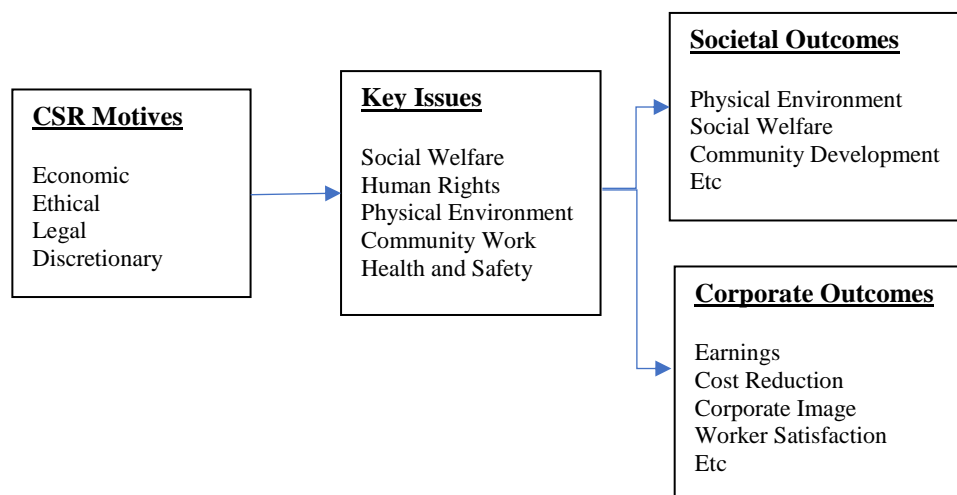 CSR Motives
Economic
Ethical
Legal
Discretionary
Key Issues
Social Welfare
Human Rights
Physical Environment
Community Work
Health and Safety
Societal Outcomes
Physical Environment
Social Welfare
Community Development
Etc
Corporate Outcomes
Earnings
Cost Reduction
Corporate Image
Worker Satisfaction
Etc